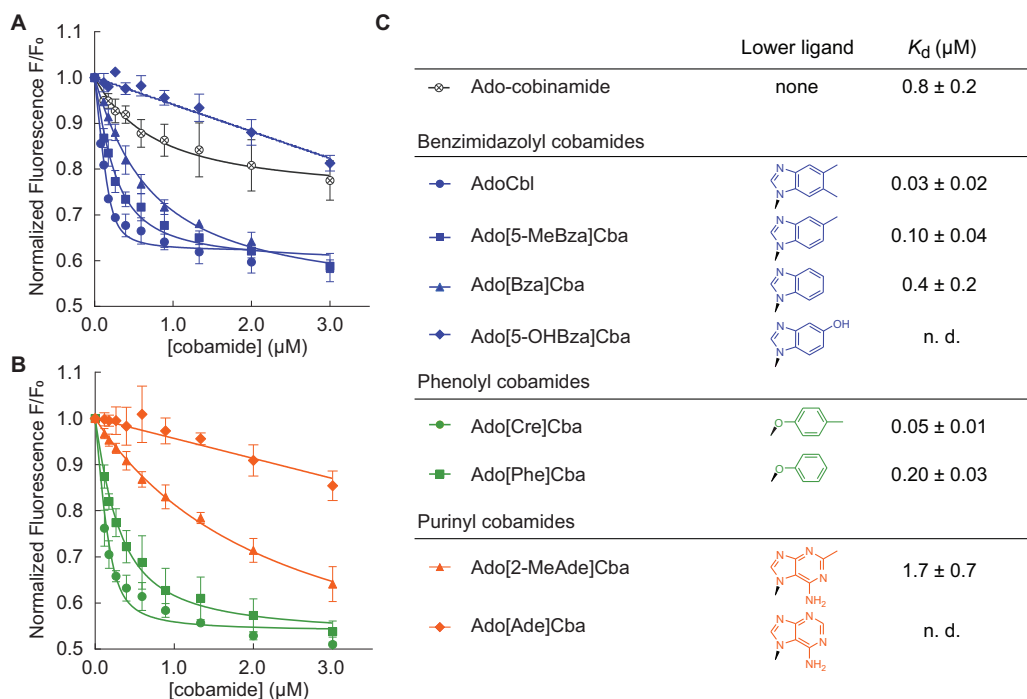 A
Normalized Fluorescence F/F₀
1.1
1.0
0.9
0.8
0.7
0.6
0.5
0.0 1.0 2.0 3.0
[cobamide] (µM)
B
Normalized Fluorescence F/F₀
1.1
1.0
0.9
0.8
0.7
0.6
0.5
0.0 1.0 2.0 3.0
[cobamide] (µM)
C
Lower ligand Kd (µM)
Ado-cobinamide none 0.8 ± 0.2
Benzimidazolyl cobamides
AdoCbl N N 0.03 ± 0.02
Ado[5-MeBza]Cba N N 0.10 ± 0.04
Ado[Bza]Cba N N 0.4 ± 0.2
Ado[5-OHBza]Cba N N OH n. d.
Phenolyl cobamides
Ado[Cre]Cba O 0.05 ± 0.01
Ado[Phe]Cba O 0.20 ± 0.03
Purinyl cobamides
Ado[2-MeAde]Cba N N N N NH₂ 1.7 ± 0.7
Ado[Ade]Cba N N N N NH₂ n. d.